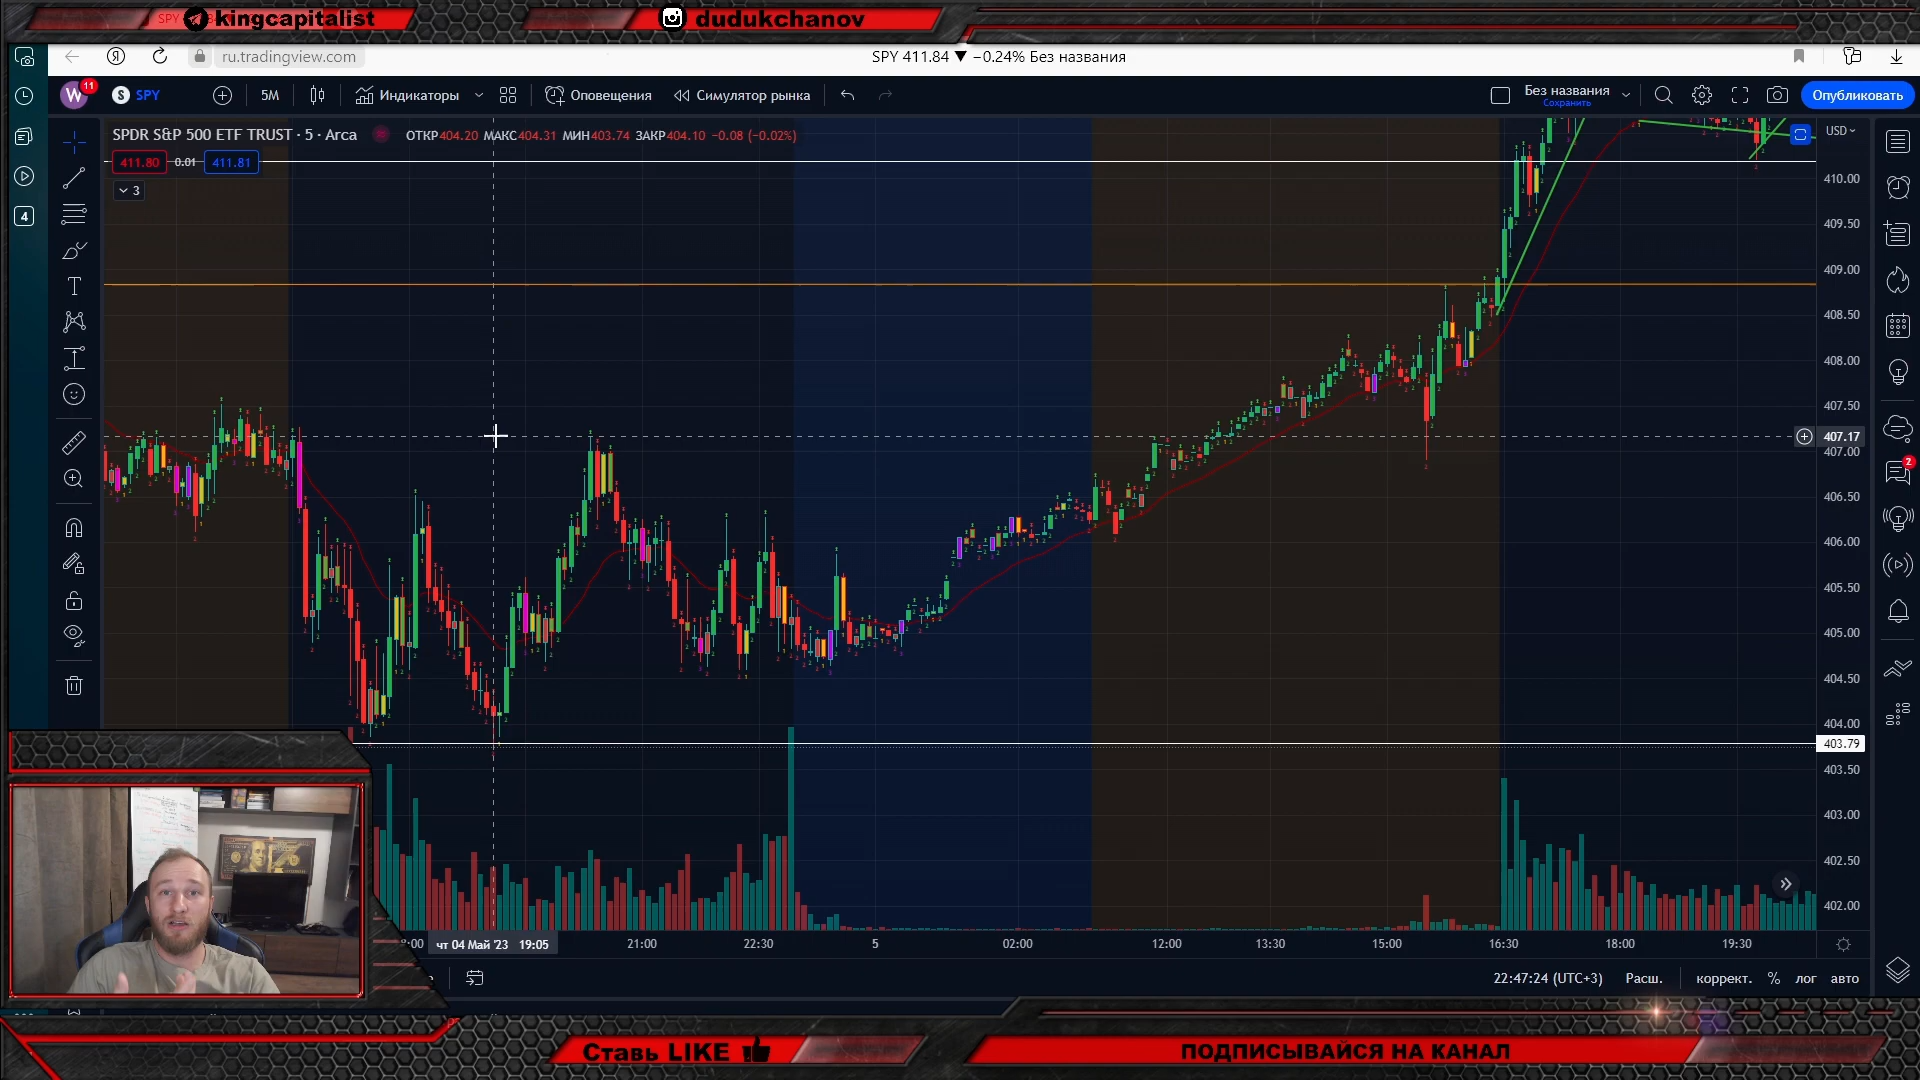 kingcapitalist
dudukchanov
ru.tradingview.com
SPY 411.84 ▼ −0.24% Без названия
W 11
S SPY
5М
Индикаторы
Оповещения
Симулятор рынка
Без названия
Сохранить
Опубликовать
4
SPDR S&P 500 ETF TRUST · 5 · Arca
ОТКР404.20 МАКС404.31 МИН403.74 ЗАКР404.10 −0.08 (−0.02%)
USD
411.80 0.01 411.81
3
410.00
409.50
409.00
408.50
408.00
407.50
407.17
407.00
406.50
406.00
405.50
405.00
404.50
404.00
403.79
403.50
403.00
402.50
402.00
2
чт 04 Май '23 19:05
21:00
22:30
5
02:00
12:00
13:30
15:00
16:30
18:00
19:30
22:47:24 (UTC+3)
Расш.
коррект.
%
лог
авто
Ставь LIKE
ПОДПИСЫВАЙСЯ НА КАНАЛ